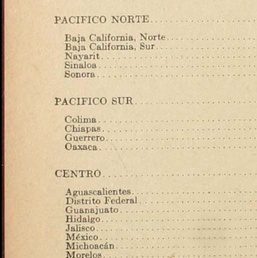 PACIFICO NORTE
Baja California, Norte
Baja California, Sur
Nayarit
Sinaloa
Sonora
PACIFICO SUR
Colima
Chiapas
Guerrero
Oaxaca
CENTRO
Aguascalientes
Distrito Federal
Guanajuato
Hidalgo
Jalisco
México
Michoacán
Morelos